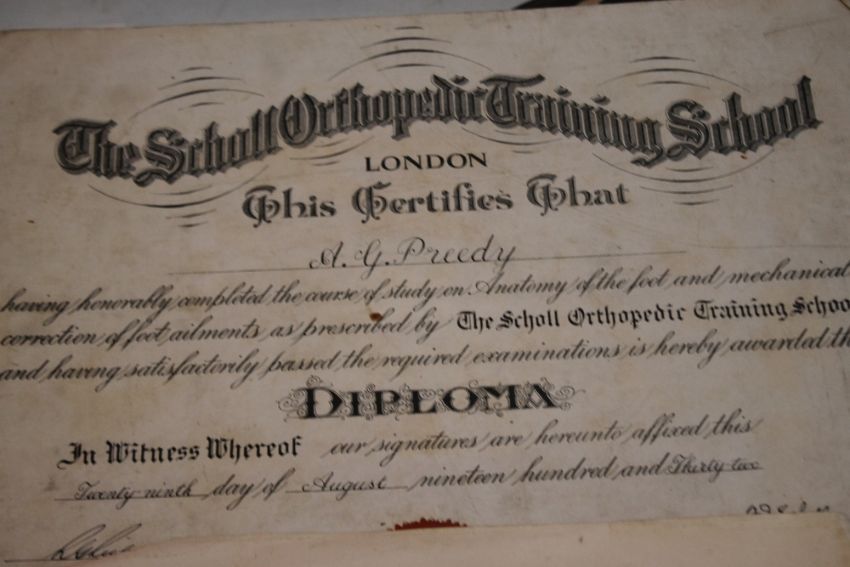 The Scholl Orthopedic Training School
LONDON
This Certifies That
A. G. Preedy
having honorably completed the course of study on Anatomy of the foot and mechanical
correction of foot ailments as prescribed by The Scholl Orthopedic Training Schoo
and having satisfactorily passed the required examinations is hereby awarded th
DIPLOMA
In Witness Whereof our signatures are hereunto affixed this
Twenty ninth day of August nineteen hundred and Thirty two